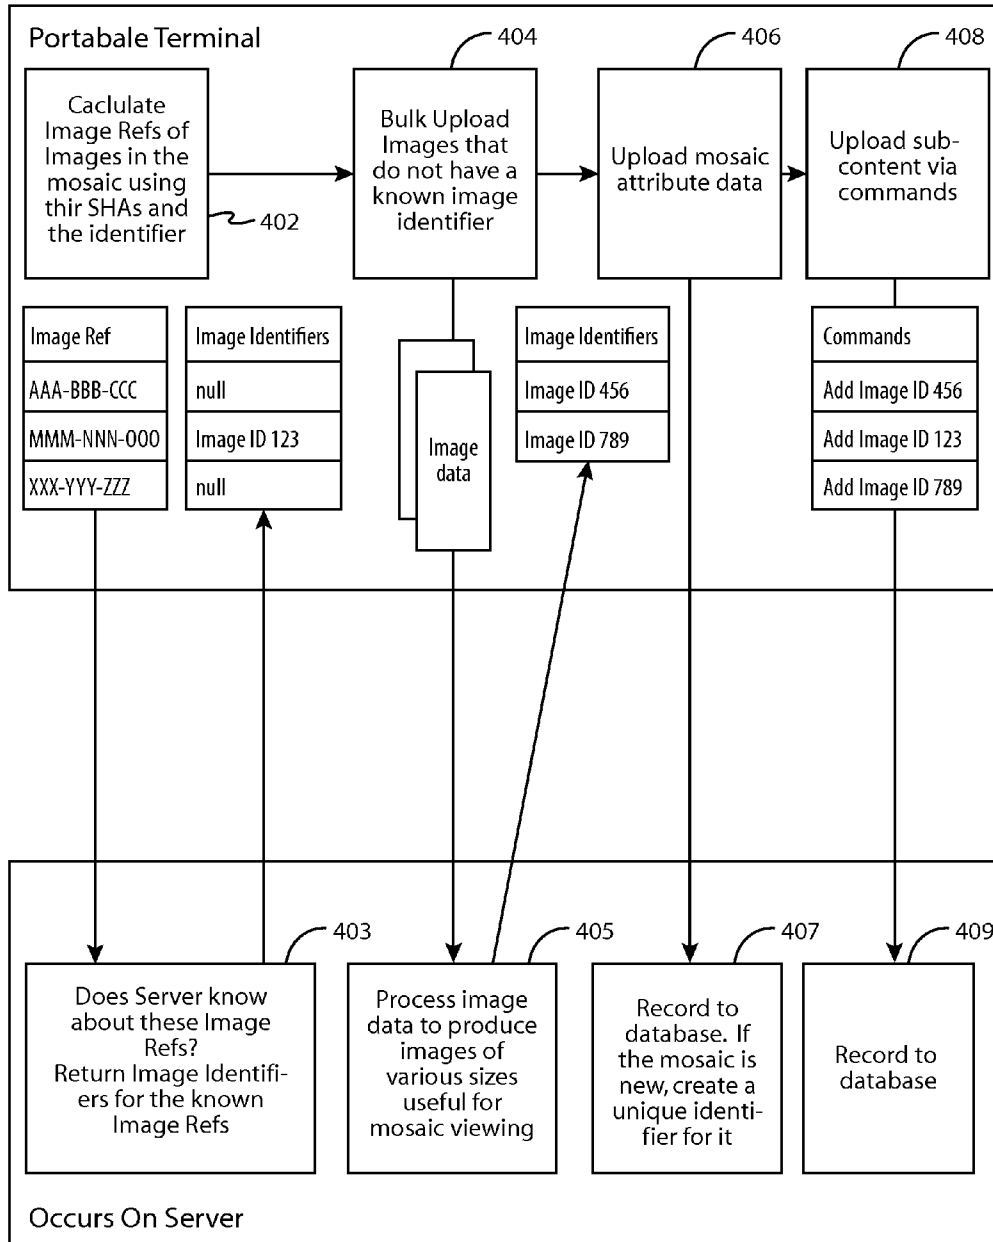 Portabale Terminal
404
406
408
Caclulate
Image Refs of
Images in the
mosaic using
thir SHAs and
the identifier
402
Bulk Upload
Images that
do not have a
known image
identifier
Upload mosaic
attribute data
Upload sub-
content via
commands
Image Ref
AAA-BBB-CCC
MMM-NNN-OOO
XXX-YYY-ZZZ
Image Identifiers
null
Image ID 123
null
Image
data
Image Identifiers
Image ID 456
Image ID 789
Commands
Add Image ID 456
Add Image ID 123
Add Image ID 789
403
405
407
409
Does Server know
about these Image
Refs?
Return Image Identifi-
ers for the known
Image Refs
Process image
data to produce
images of
various sizes
useful for
mosaic viewing
Record to
database. If
the mosaic is
new, create a
unique identi-
fier for it
Record to
database
Occurs On Server